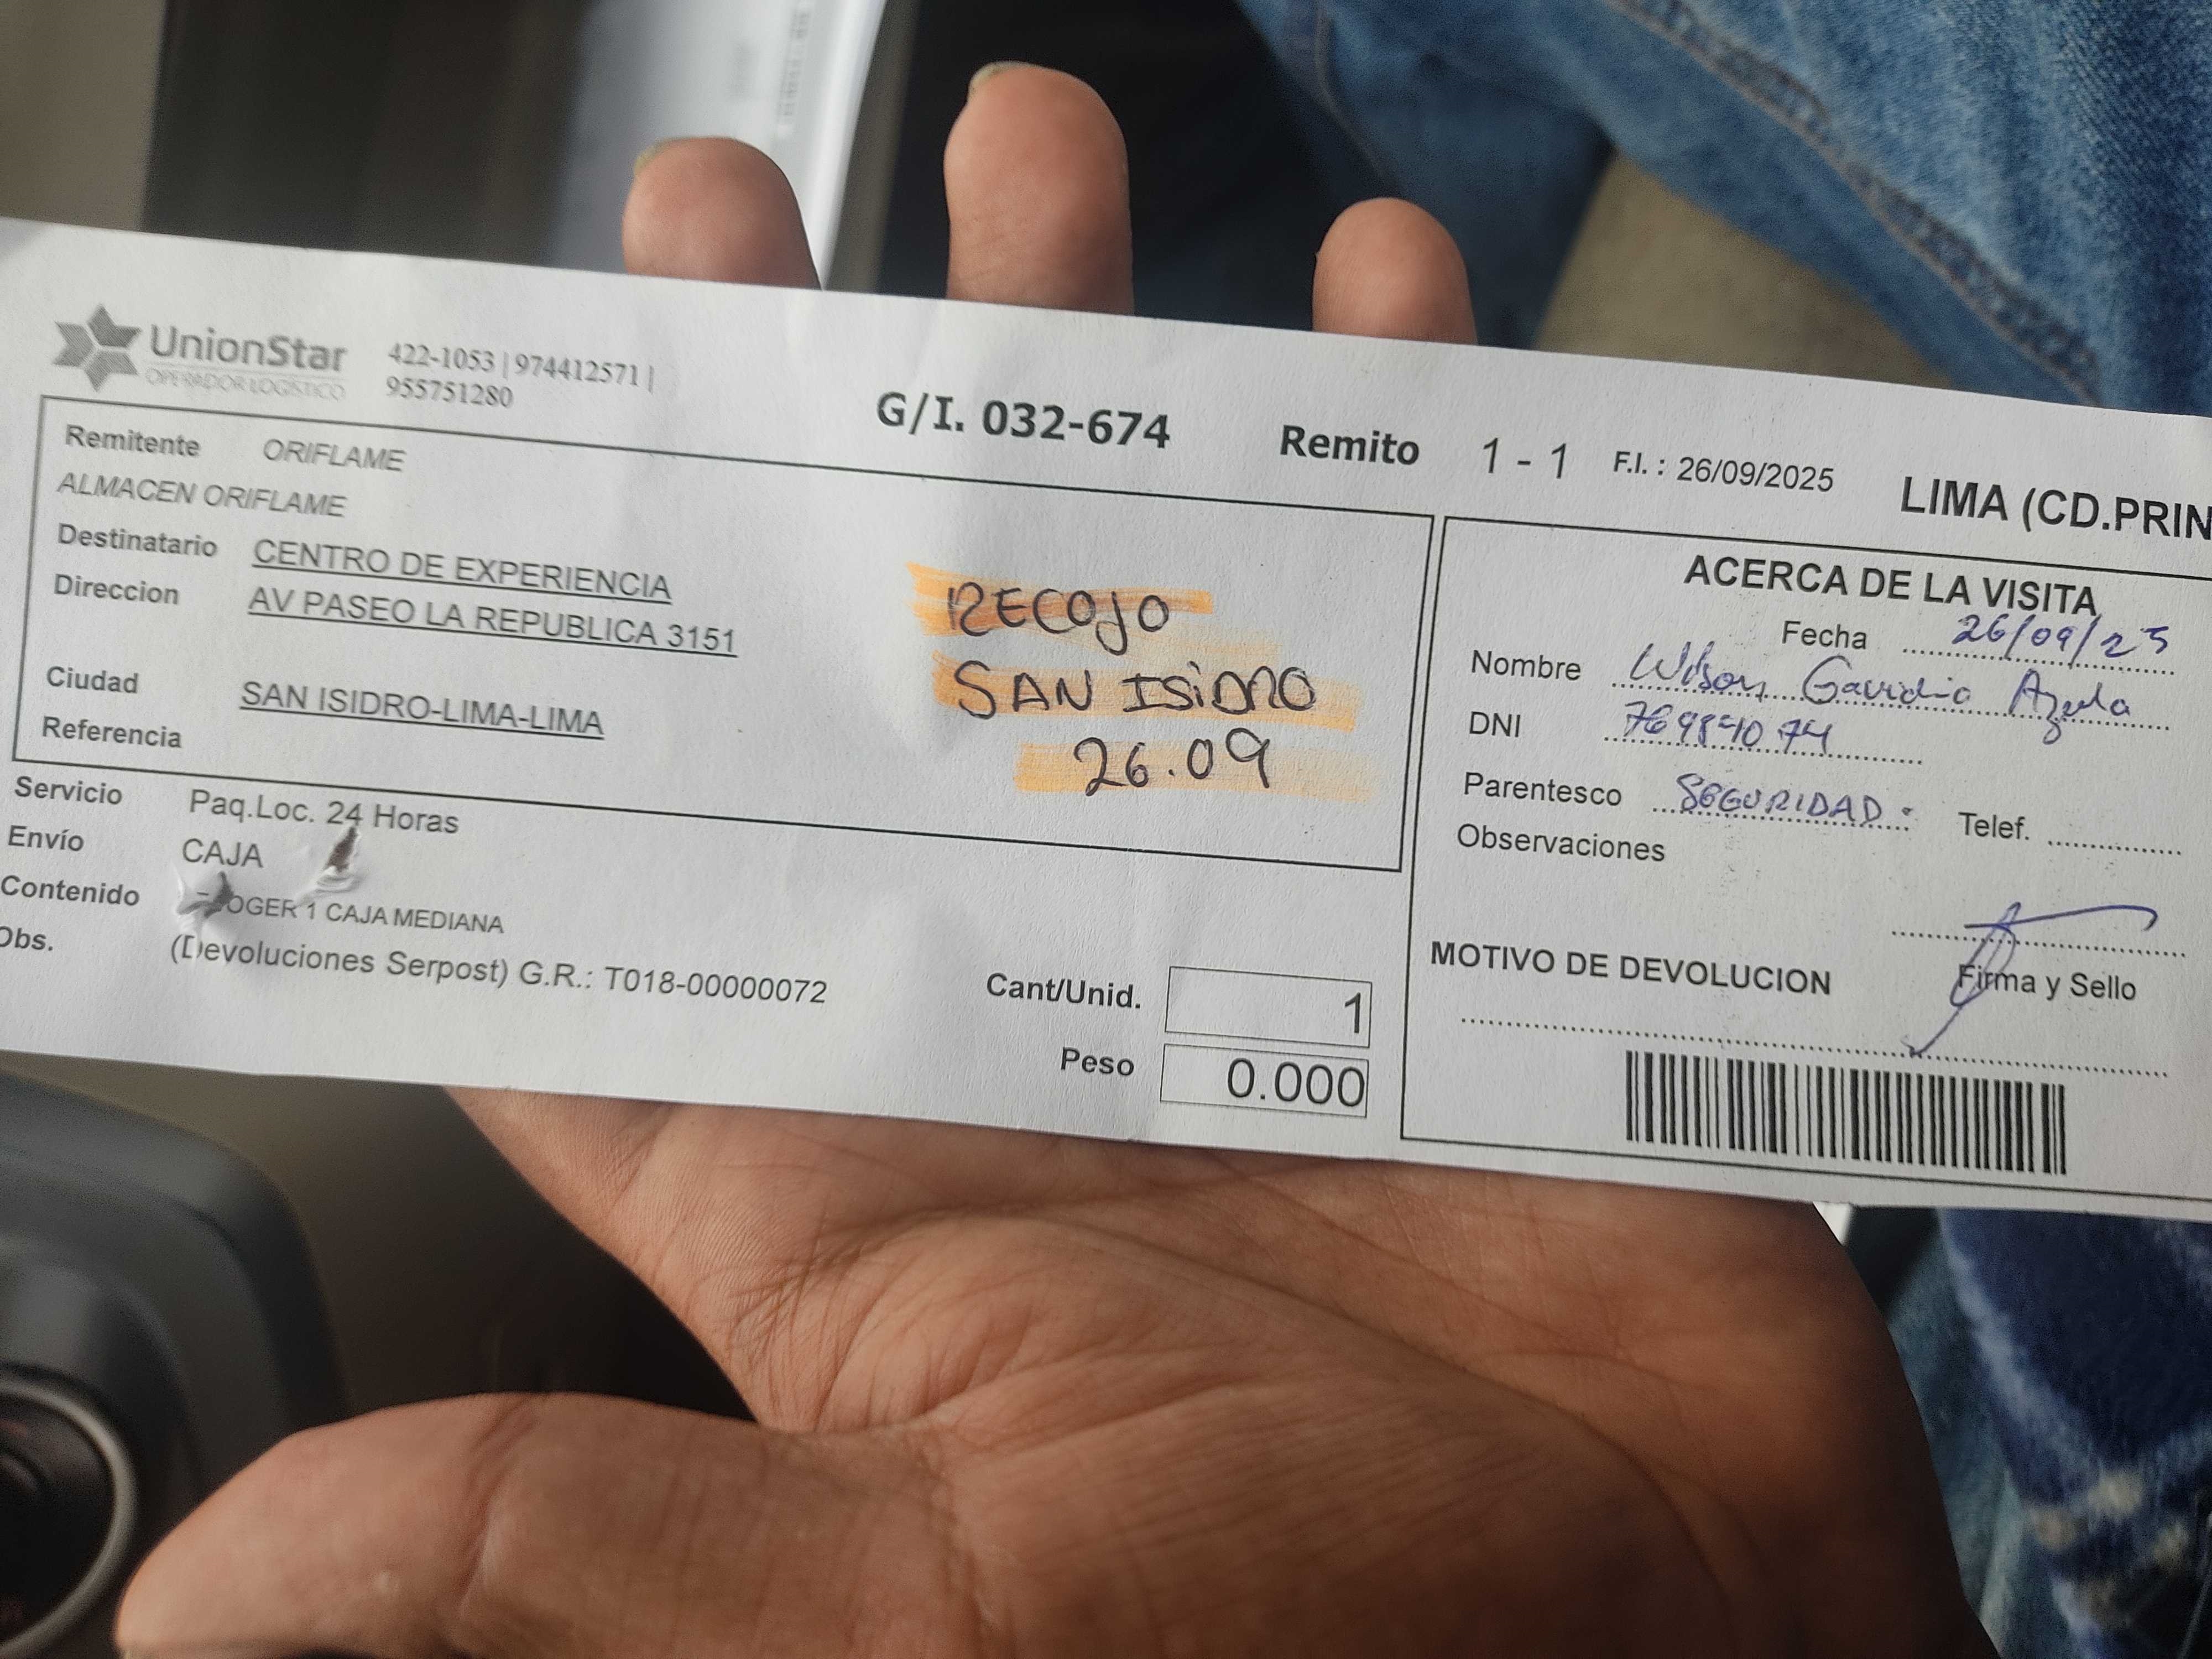 UnionStar
OPERADOR LOGÍSTICO
422-1053 | 974412571 |
955751280
G/I. 032-674 Remito 1 - 1 F.I. : 26/09/2025 LIMA (CD.PRIN
Remitente ORIFLAME
ALMACEN ORIFLAME
Destinatario CENTRO DE EXPERIENCIA
Direccion AV PASEO LA REPUBLICA 3151
Ciudad SAN ISIDRO-LIMA-LIMA
Referencia
RECOJO
SAN ISIDRO
26.09
Servicio Paq.Loc. 24 Horas
Envío CAJA
Contenido OGER 1 CAJA MEDIANA
Obs. (Devoluciones Serpost) G.R.: T018-00000072
Cant/Unid. 1
Peso 0.000
ACERCA DE LA VISITA
Fecha 26/09/25
Nombre Wilson Gavidia
DNI
Parentesco SEGURIDAD. Telef.
Observaciones
Firma y Sello
MOTIVO DE DEVOLUCION